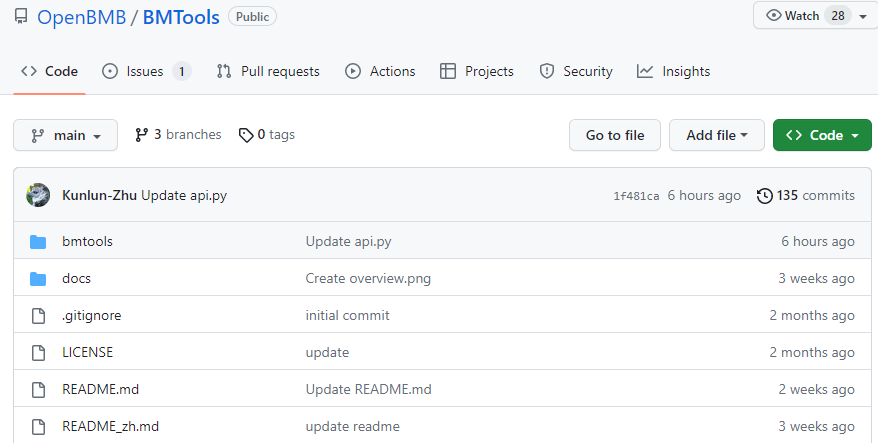 OpenBMB / BMTools Public Watch 28
Code Issues 1 Pull requests Actions Projects Security Insights
main 3 branches 0 tags Go to file Add file Code
Kunlun-Zhu Update api.py 1f481ca 6 hours ago 135 commits
bmtools Update api.py 6 hours ago
docs Create overview.png 3 weeks ago
.gitignore initial commit 2 months ago
LICENSE update 2 months ago
README.md Update README.md 2 weeks ago
README_zh.md update readme 3 weeks ago